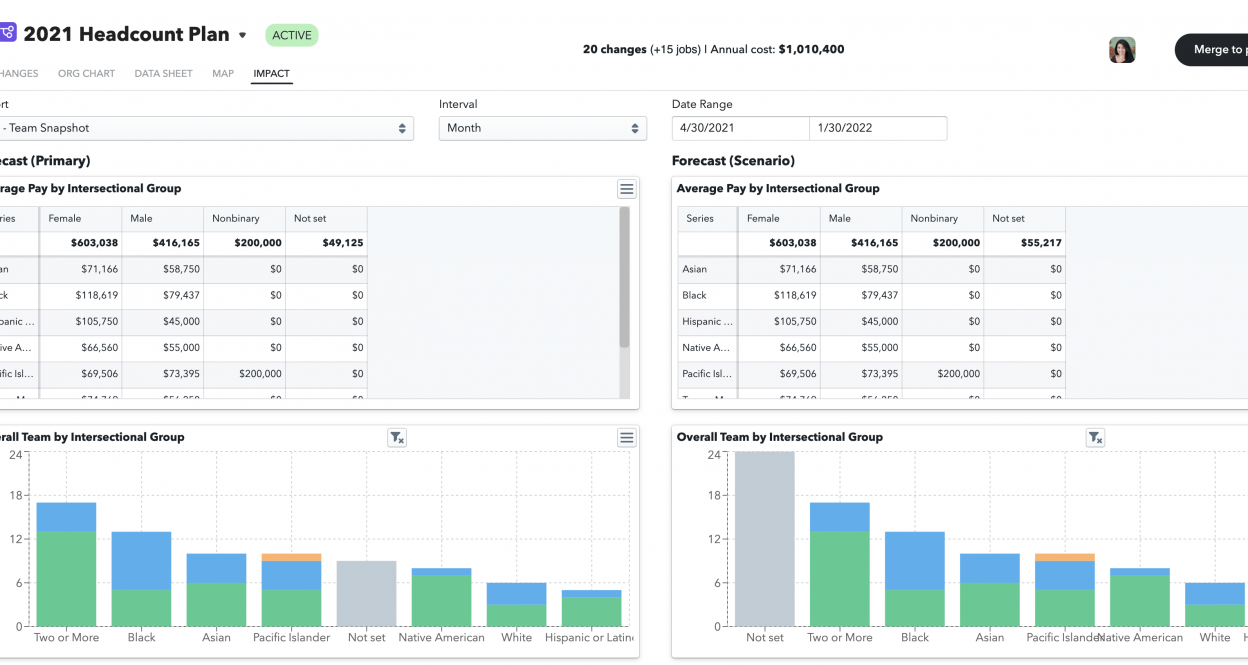 2021 Headcount Plan ACTIVE
20 changes (+15 jobs) | Annual cost: $1,010,400
Merge to p
HANGES ORG CHART DATA SHEET MAP IMPACT
rt Interval Date Range
- Team Snapshot Month 4/30/2021 1/30/2022
ecast (Primary)
rage Pay by Intersectional Group
ries Female Male Nonbinary Not set
$603,038 $416,165 $200,000 $49,125
an $71,166 $58,750 $0 $0
ck $118,619 $79,437 $0 $0
panic ... $105,750 $45,000 $0 $0
ive A... $66,560 $55,000 $0 $0
ific Isl... $69,506 $73,395 $200,000 $0
Forecast (Scenario)
Average Pay by Intersectional Group
Series Female Male Nonbinary Not set
$603,038 $416,165 $200,000 $55,217
Asian $71,166 $58,750 $0 $0
Black $118,619 $79,437 $0 $0
Hispanic ... $105,750 $45,000 $0 $0
Native A... $66,560 $55,000 $0 $0
Pacific Isl... $69,506 $73,395 $200,000 $0
rall Team by Intersectional Group
24
18
12
6
0
Two or More Black Asian Pacific Islander Not set Native American White Hispanic or Latin
Overall Team by Intersectional Group
24
18
12
6
0
Not set Two or More Black Asian Pacific Islande Native American White H